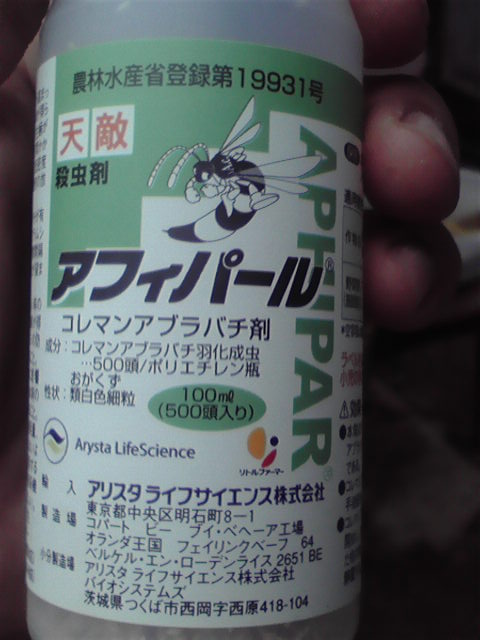 農林水産省登録第19931号
天敵
殺虫剤
APHIPAR®
アフィパール®
コレマンアブラバチ剤
成分：コレマンアブラバチ羽化成虫
…500頭/ポリエチレン瓶
おがくず
性状：類白色細粒
100mℓ
(500頭入り)
Arysta LifeScience
リトルファーマー
輸入 アリスタ ライフサイエンス株式会社
東京都中央区明石町8－1
製造場 コパート ビー ブイ・ベヘーア工場
オランダ王国 フェイリンクベーフ 64
ベルケル・エン・ローデンライス 2651 BE
小分製造場 アリスタ ライフサイエンス株式会社
バイオシステムズ
茨城県つくば市西岡字西原418-104